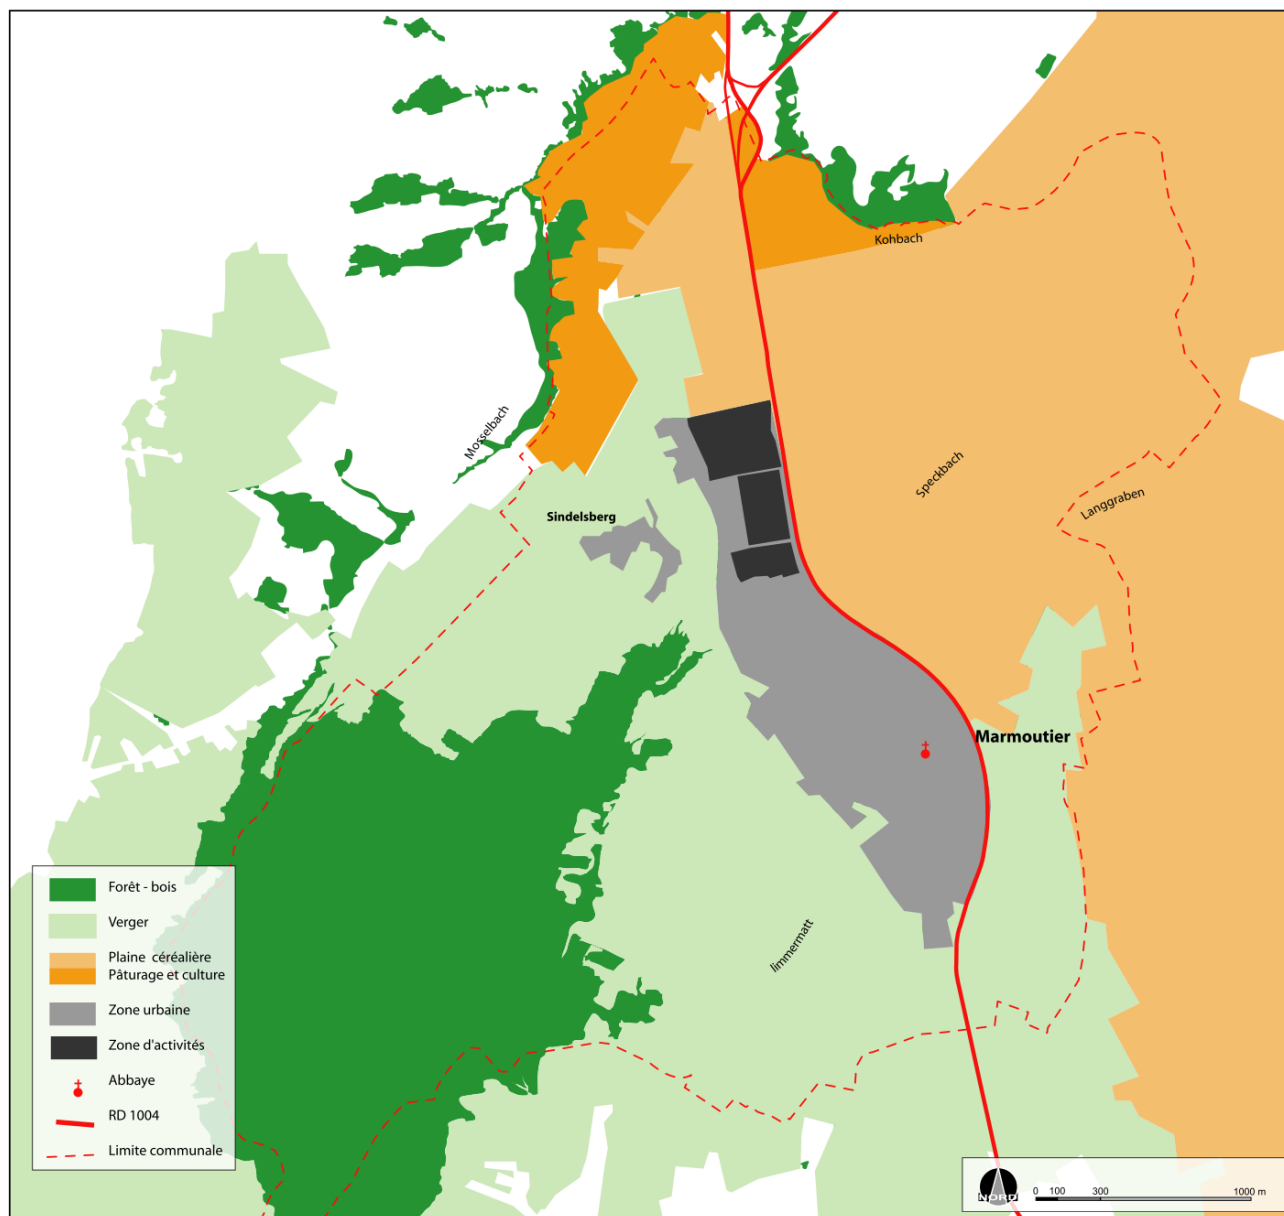 Kohbach
Mosselbach
Speckbach
Langgraben
Sindelsberg
Marmoutier
limmermatt
Forêt - bois
Verger
Plaine céréalière
Pâturage et culture
Zone urbaine
Zone d'activités
Abbaye
RD 1004
Limite communale
NORD
0 100 300 1000 m